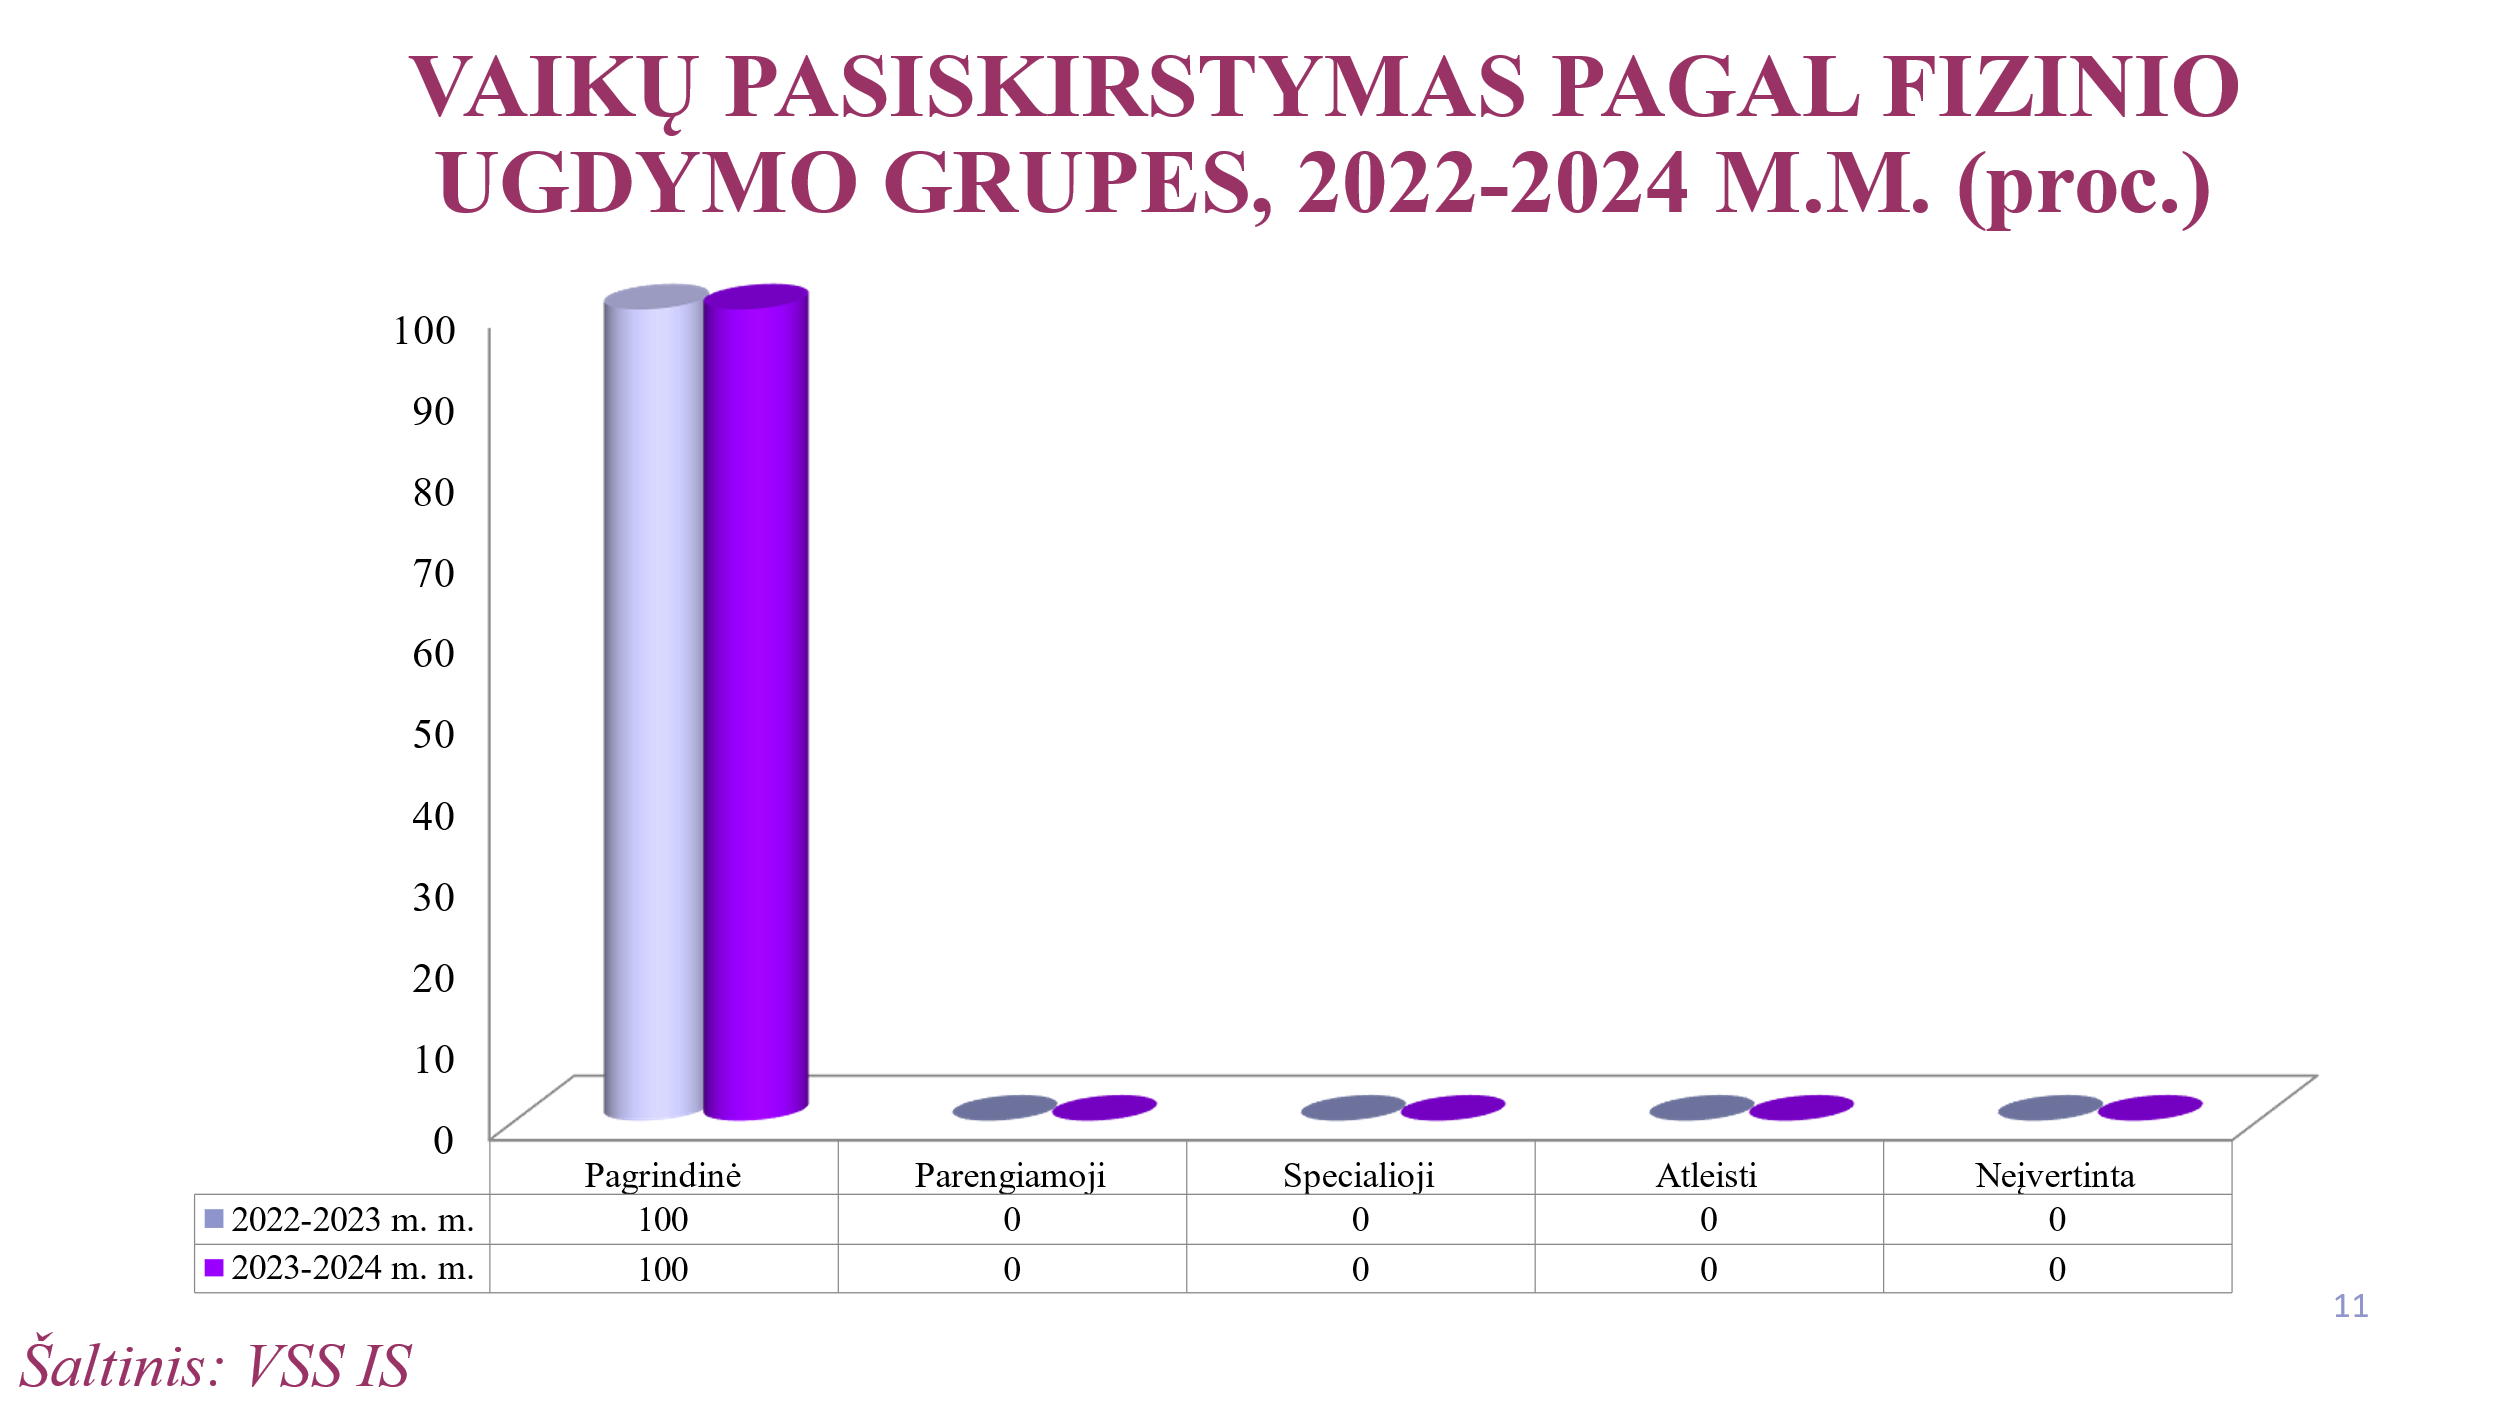 VAIKŲ PASISKIRSTYMAS PAGAL FIZINIO
UGDYMO GRUPES, 2022-2024 M.M. (proc.)
100
90
80
70
60
50
40
30
20
10
0
Pagrindinė Parengiamoji Specialioji Atleisti Neįvertinta
2022-2023 m. m. 100 0 0 0 0
2023-2024 m. m. 100 0 0 0 0
11
Šaltinis: VSS IS